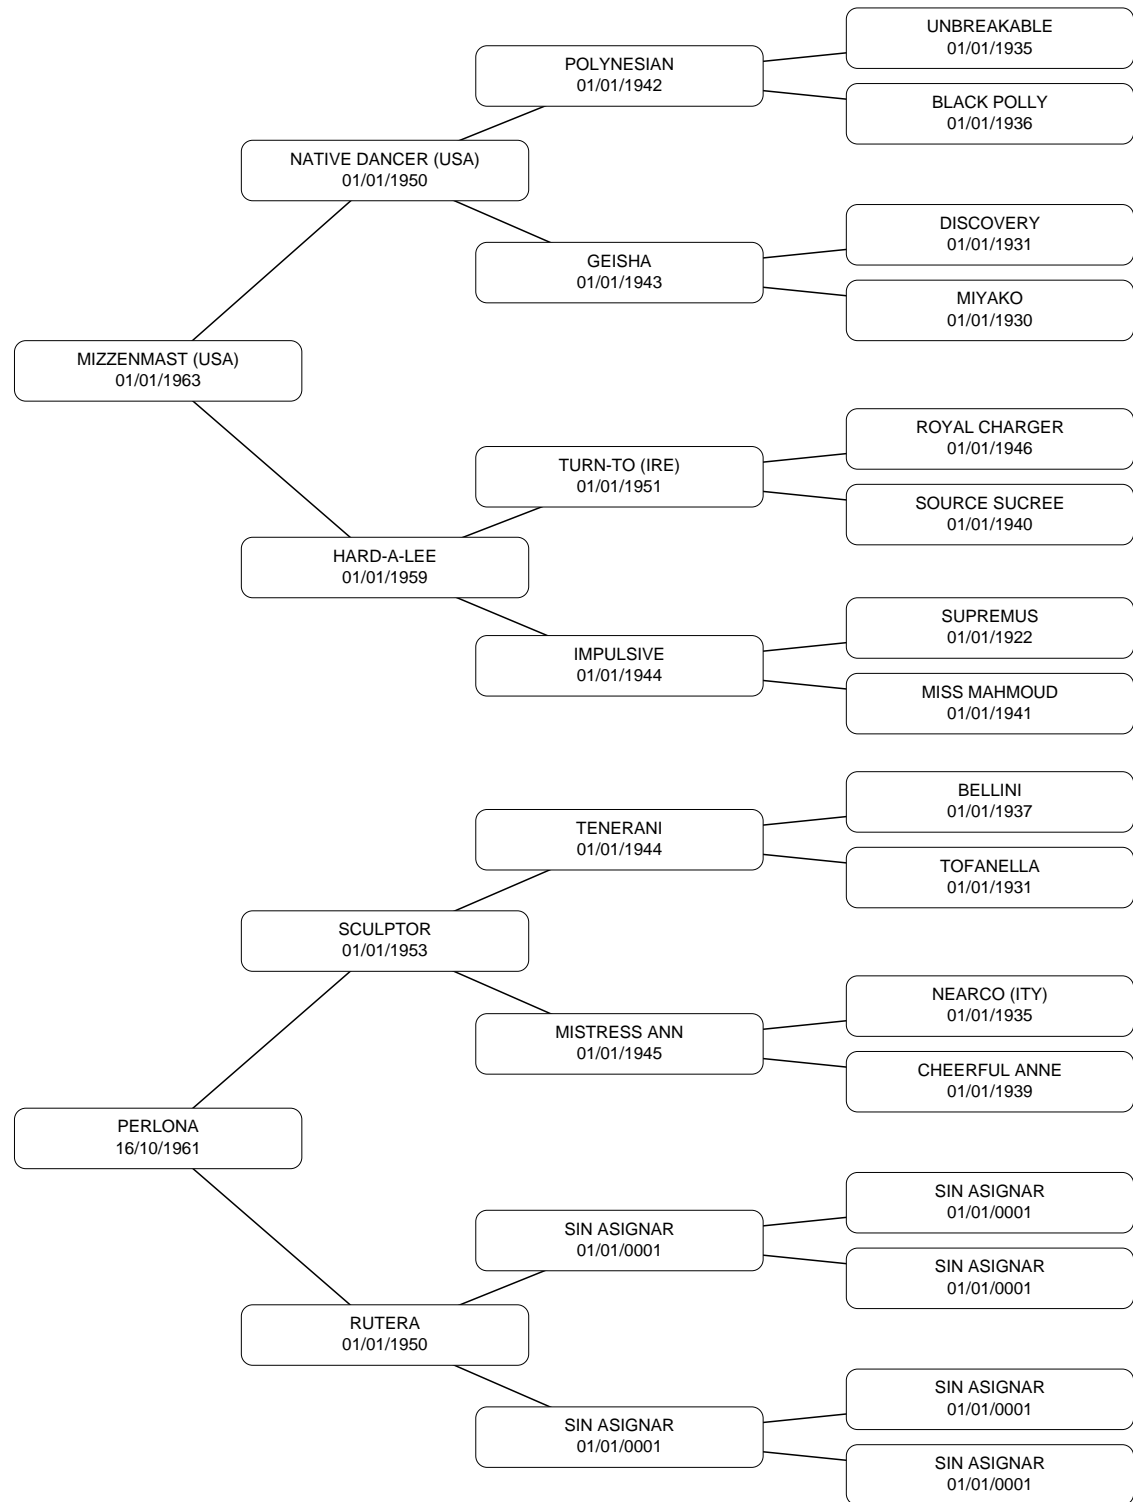 UNBREAKABLE
01/01/1935
POLYNESIAN
01/01/1942
BLACK POLLY
01/01/1936
NATIVE DANCER (USA)
01/01/1950
DISCOVERY
01/01/1931
GEISHA
01/01/1943
MIYAKO
01/01/1930
MIZZENMAST (USA)
01/01/1963
ROYAL CHARGER
01/01/1946
TURN-TO (IRE)
01/01/1951
SOURCE SUCREE
01/01/1940
HARD-A-LEE
01/01/1959
SUPREMUS
01/01/1922
IMPULSIVE
01/01/1944
MISS MAHMOUD
01/01/1941
BELLINI
01/01/1937
TENERANI
01/01/1944
TOFANELLA
01/01/1931
SCULPTOR
01/01/1953
NEARCO (ITY)
01/01/1935
MISTRESS ANN
01/01/1945
CHEERFUL ANNE
01/01/1939
PERLONA
16/10/1961
SIN ASIGNAR
01/01/0001
SIN ASIGNAR
01/01/0001
SIN ASIGNAR
01/01/0001
RUTERA
01/01/1950
SIN ASIGNAR
01/01/0001
SIN ASIGNAR
01/01/0001
SIN ASIGNAR
01/01/0001